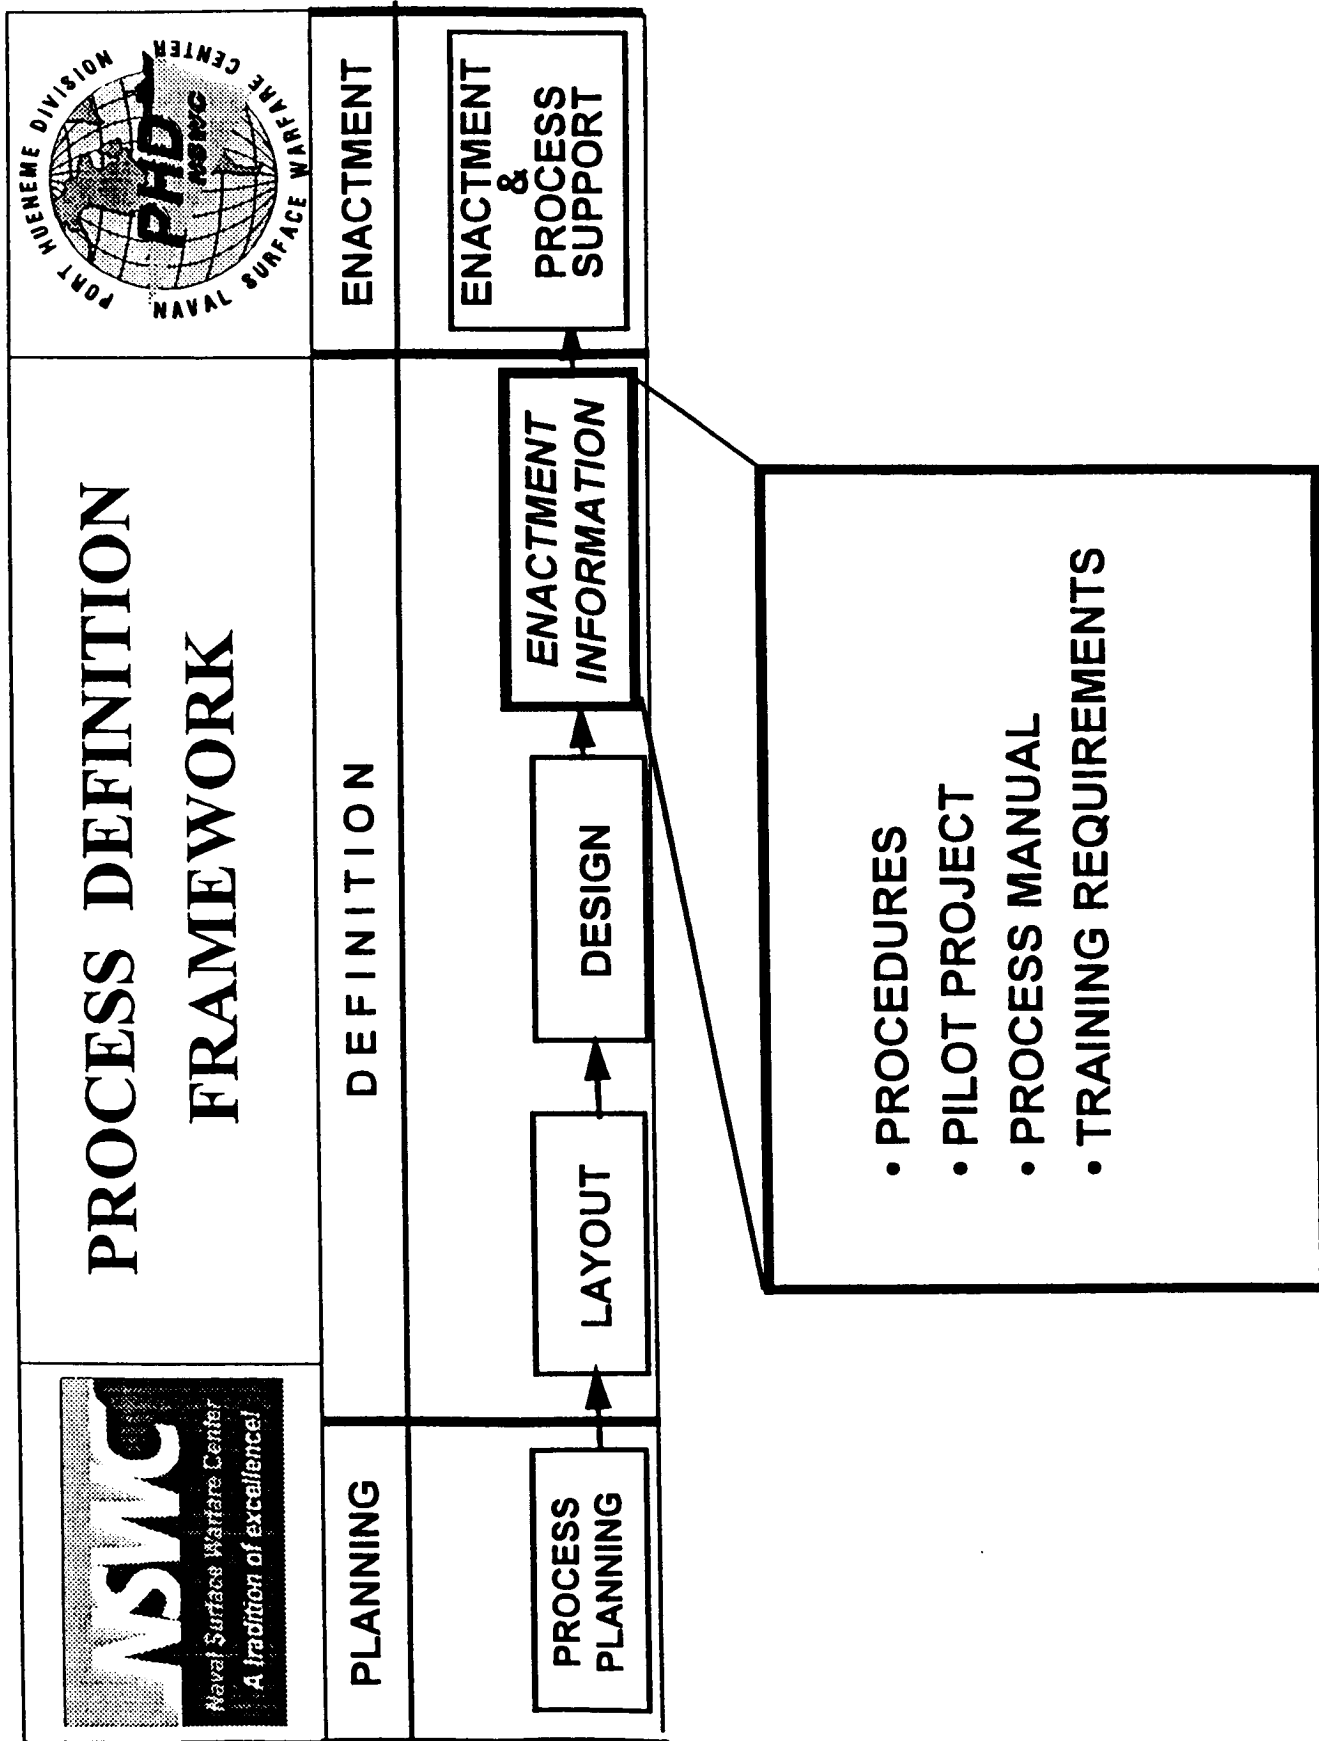 NSWC
Naval Surface Warfare Center
A tradition of excellence!
PROCESS DEFINITION
FRAMEWORK
PORT HUENEME DIVISION
PHD
NSWC
NAVAL SURFACE WARFARE CENTER
PLANNING
DEFINITION
ENACTMENT
PROCESS
PLANNING
LAYOUT
DESIGN
ENACTMENT
INFORMATION
ENACTMENT
&
PROCESS
SUPPORT
• PROCEDURES
• PILOT PROJECT
• PROCESS MANUAL
• TRAINING REQUIREMENTS